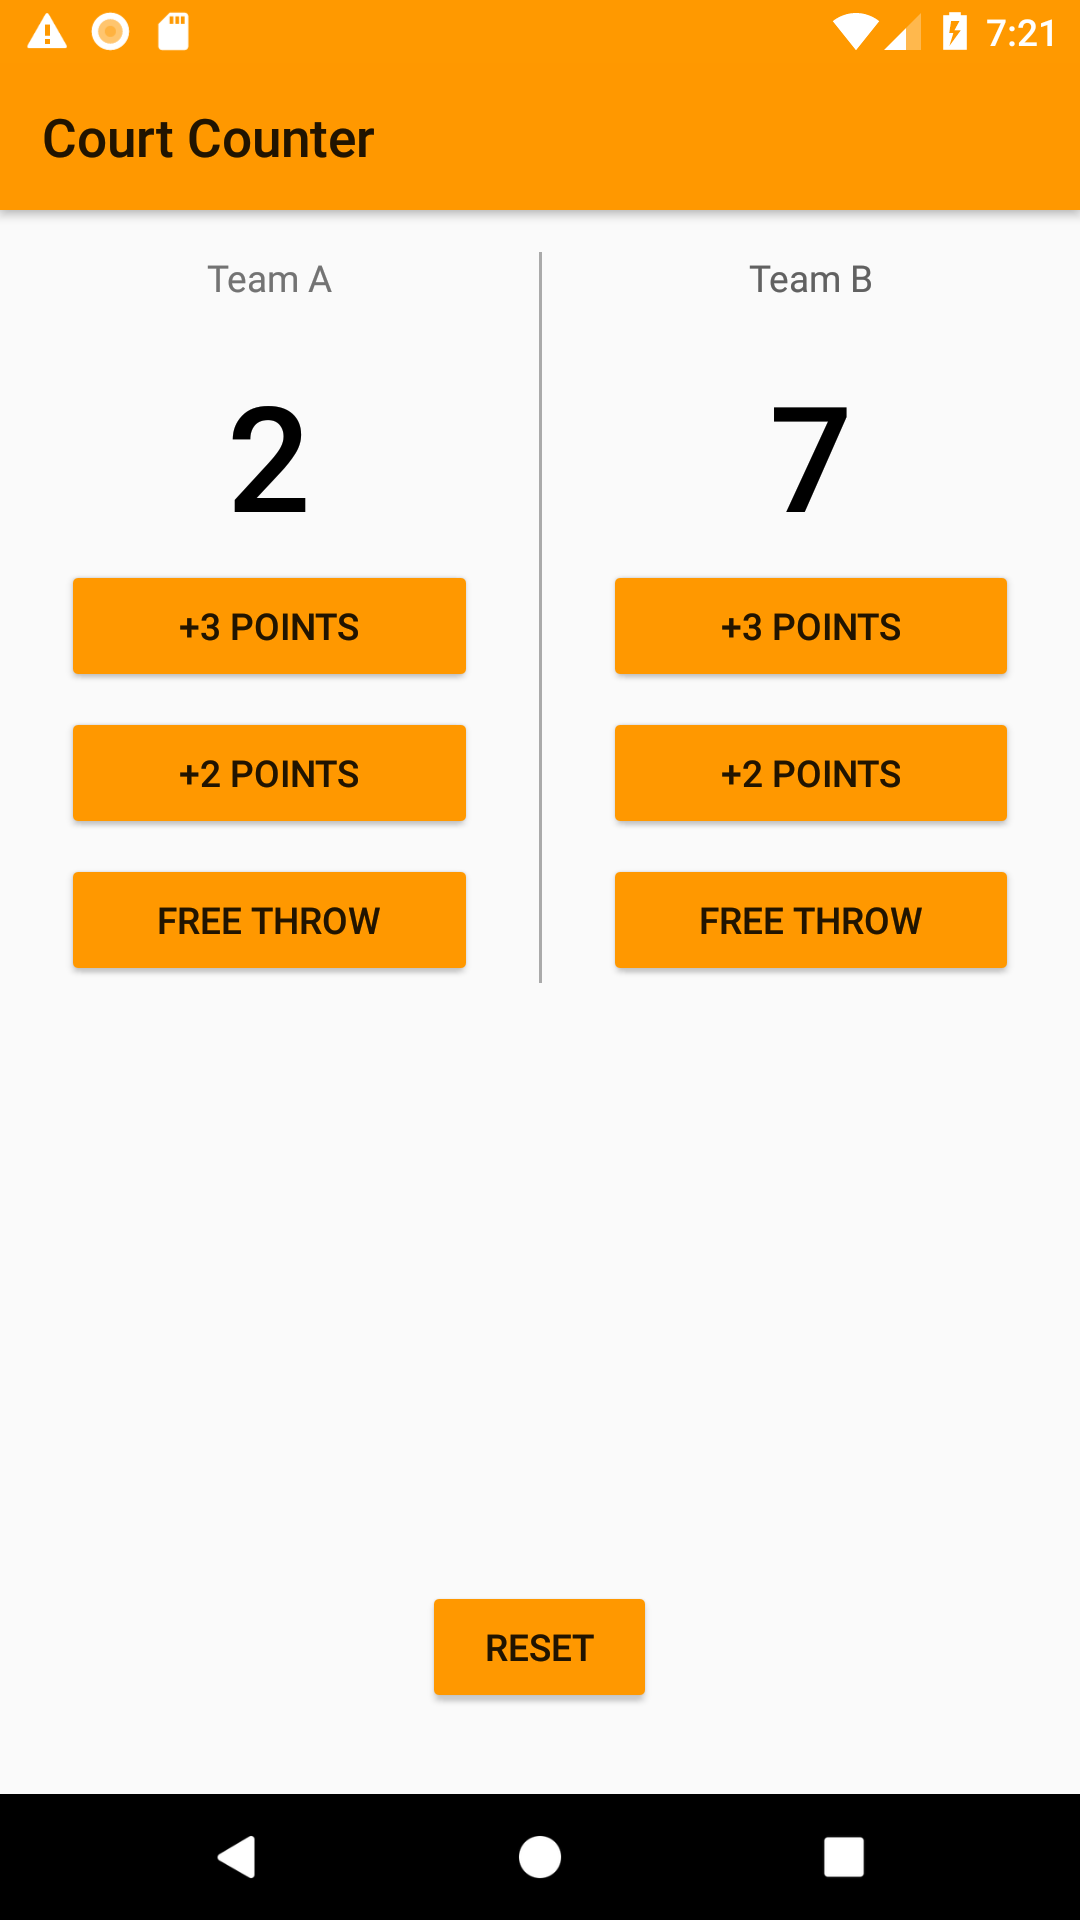 7:21
Court Counter
Team A
Team B
2
7
+3 POINTS
+3 POINTS
+2 POINTS
+2 POINTS
FREE THROW
FREE THROW
RESET